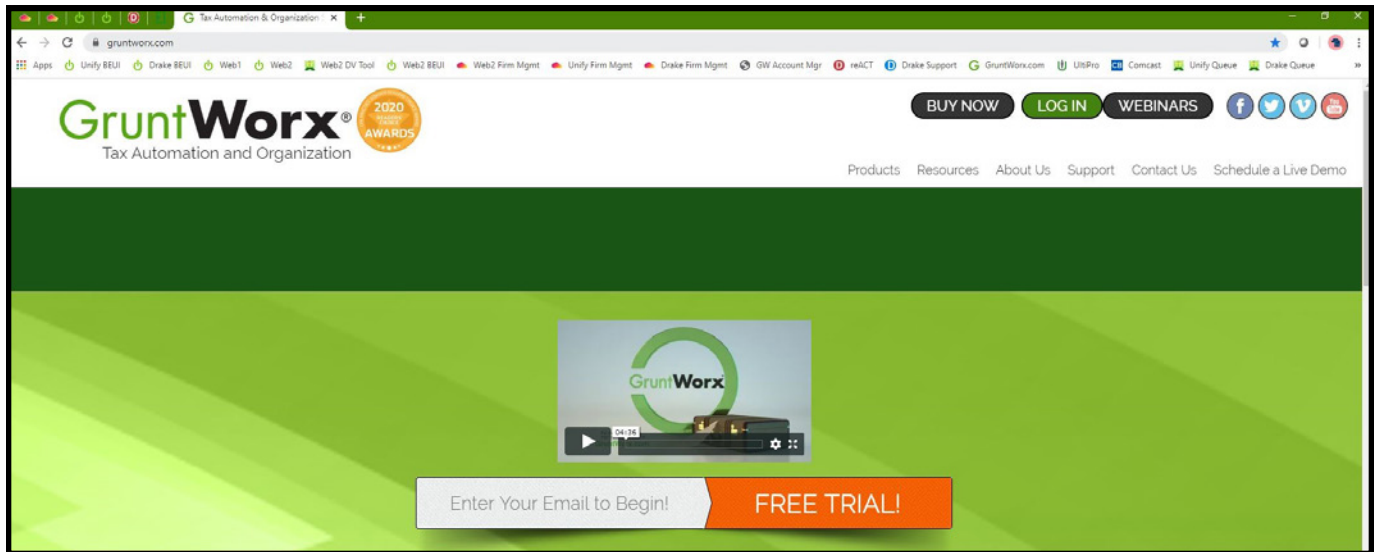 G Tax Automation & Organization :
gruntworx.com
Apps Unify BEUI Drake BEUI Web1 Web2 Web2 DV Tool Web2 BEUI Web2 Firm Mgmt Unify Firm Mgmt Drake Firm Mgmt GW Account Mgr reACT Drake Support GruntWorx.com UltiPro Comcast Unify Queue Drake Queue »
GruntWorx®
Tax Automation and Organization
2020
READERS'
CHOICE
AWARDS
BUY NOW LOG IN WEBINARS
Products Resources About Us Support Contact Us Schedule a Live Demo
GruntWorx
04:36
Enter Your Email to Begin! FREE TRIAL!